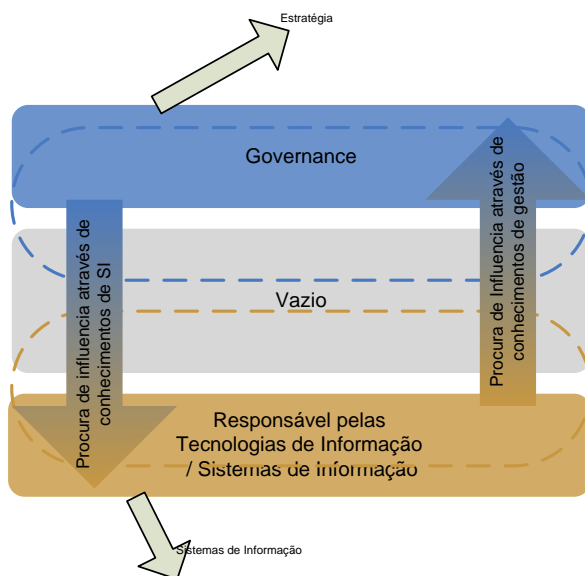 Estratégia
Governance
Procura de influencia através de
conhecimentos de SI
Procura de Influencia através de
conhecimentos de gestão
Vazio
Responsável pelas
Tecnologias de Informação
/ Sistemas de Informação
Sistemas de Informação